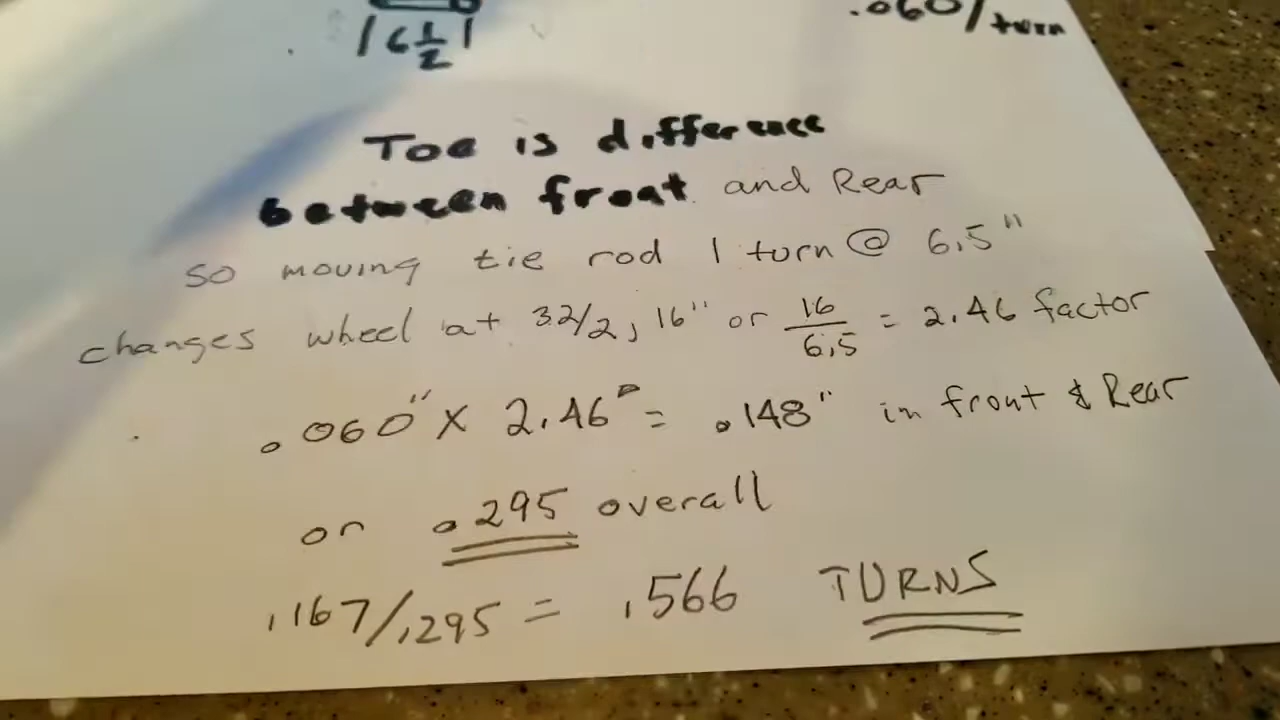 6 1/2
.060/turn
Toe is difference
between front and Rear
so moving tie rod 1 turn @ 6.5"
changes wheel at 32/2, 16" or 16/6.5 = 2.46 factor
.060" x 2.46" = .148" in front & Rear
or .295 overall
.167/.295 = .566 TURNS